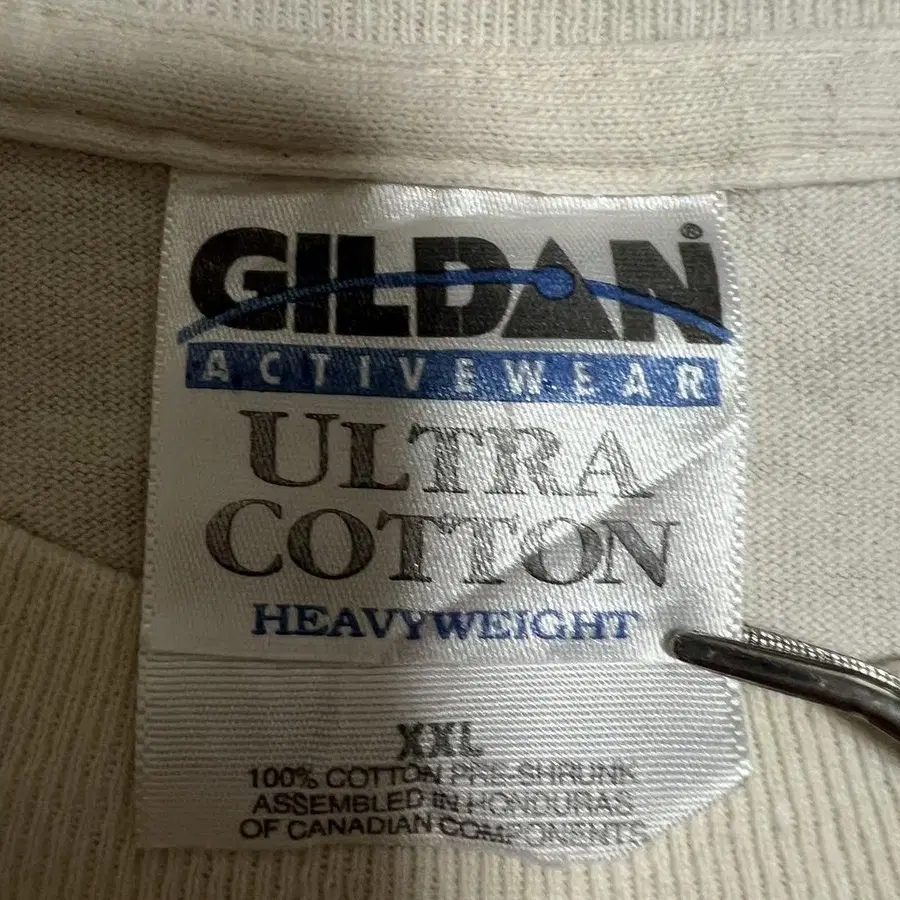 GILDAN®
ACTIVEWEAR
ULTRA
COTTON
HEAVYWEIGHT
XXL
100% COTTON PRE-SHRUNK
ASSEMBLED IN HONDURAS
OF CANADIAN COMPONENTS